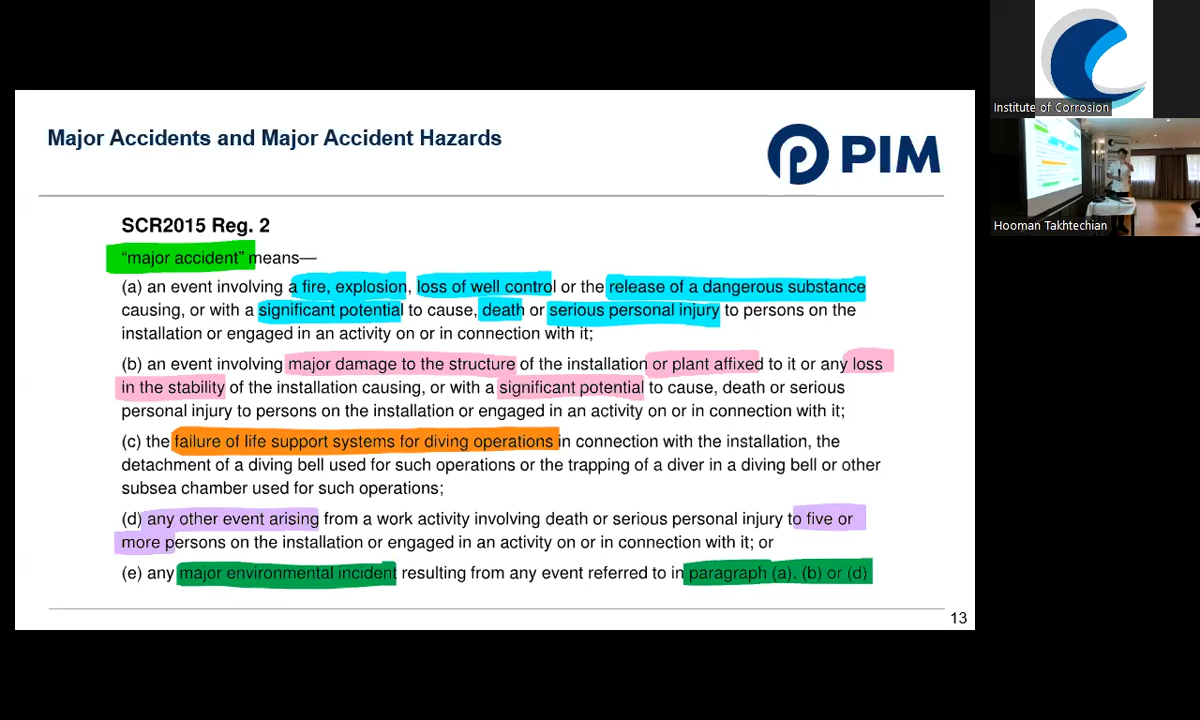 Major Accidents and Major Accident Hazards
PIM
SCR2015 Reg. 2
“major accident” means—
(a) an event involving a fire, explosion, loss of well control or the release of a dangerous substance
causing, or with a significant potential to cause, death or serious personal injury to persons on the
installation or engaged in an activity on or in connection with it;
(b) an event involving major damage to the structure of the installation or plant affixed to it or any loss
in the stability of the installation causing, or with a significant potential to cause, death or serious
personal injury to persons on the installation or engaged in an activity on or in connection with it;
(c) the failure of life support systems for diving operations in connection with the installation, the
detachment of a diving bell used for such operations or the trapping of a diver in a diving bell or other
subsea chamber used for such operations;
(d) any other event arising from a work activity involving death or serious personal injury to five or
more persons on the installation or engaged in an activity on or in connection with it; or
(e) any major environmental incident resulting from any event referred to in paragraph (a). (b) or (d)
13
Institute of Corrosion
Hooman Takhtechian